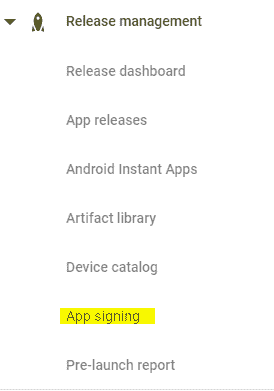 Release management
Release dashboard
App releases
Android Instant Apps
Artifact library
Device catalog
App signing
Pre-launch report